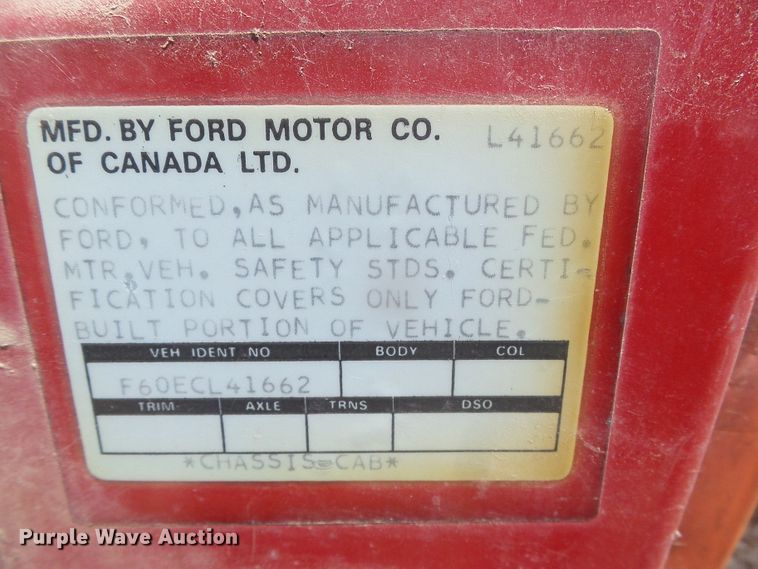 MFD. BY FORD MOTOR CO. L41662
OF CANADA LTD.
CONFORMED, AS MANUFACTURED BY
FORD, TO ALL APPLICABLE FED.
MTR.VEH. SAFETY STDS. CERTI-
FICATION COVERS ONLY FORD-
BUILT PORTION OF VEHICLE.
VEH IDENT NO BODY COL
F60ECL41662
TRIM AXLE TRNS DSO
*CHASSIS-CAB*
Purple Wave Auction